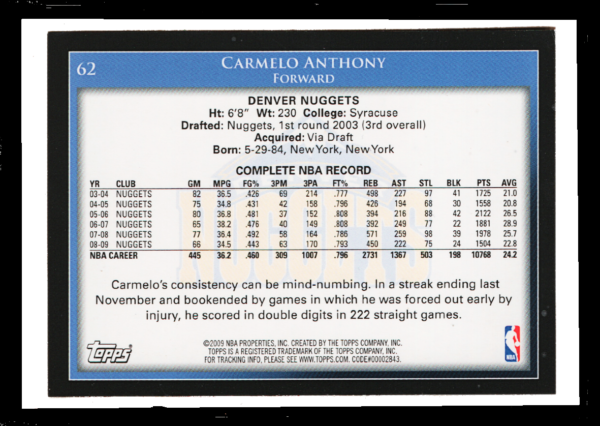 62
CARMELO ANTHONY
FORWARD
DENVER NUGGETS
Ht: 6'8" Wt: 230 College: Syracuse
Drafted: Nuggets, 1st round 2003 (3rd overall)
Acquired: Via Draft
Born: 5-29-84, New York, New York
COMPLETE NBA RECORD
YR CLUB GM MPG FG% 3PM 3PA FT% REB AST STL BLK PTS AVG
03-04 NUGGETS 82 36.5 .426 69 214 .777 498 227 97 41 1725 21.0
04-05 NUGGETS 75 34.8 .431 42 158 .796 426 194 68 30 1558 20.8
05-06 NUGGETS 80 36.8 .481 37 152 .808 394 216 88 42 2122 26.5
06-07 NUGGETS 65 38.2 .476 40 149 .808 392 249 77 22 1881 28.9
07-08 NUGGETS 77 36.4 .492 58 164 .786 571 259 98 39 1978 25.7
08-09 NUGGETS 66 34.5 .443 63 170 .793 450 222 75 24 1504 22.8
NBA CAREER 445 36.2 .460 309 1007 .796 2731 1367 503 198 10768 24.2
Carmelo's consistency can be mind-numbing. In a streak ending last
November and bookended by games in which he was forced out early by
injury, he scored in double digits in 222 straight games.
©2009 NBA PROPERTIES, INC. CREATED BY THE TOPPS COMPANY, INC.
TOPPS IS A REGISTERED TRADEMARK OF THE TOPPS COMPANY, INC.
FOR TRACKING INFO, PLEASE SEE WWW.TOPPS.COM. CODE#00002843.
TOPPS
NBA
NUGGETS